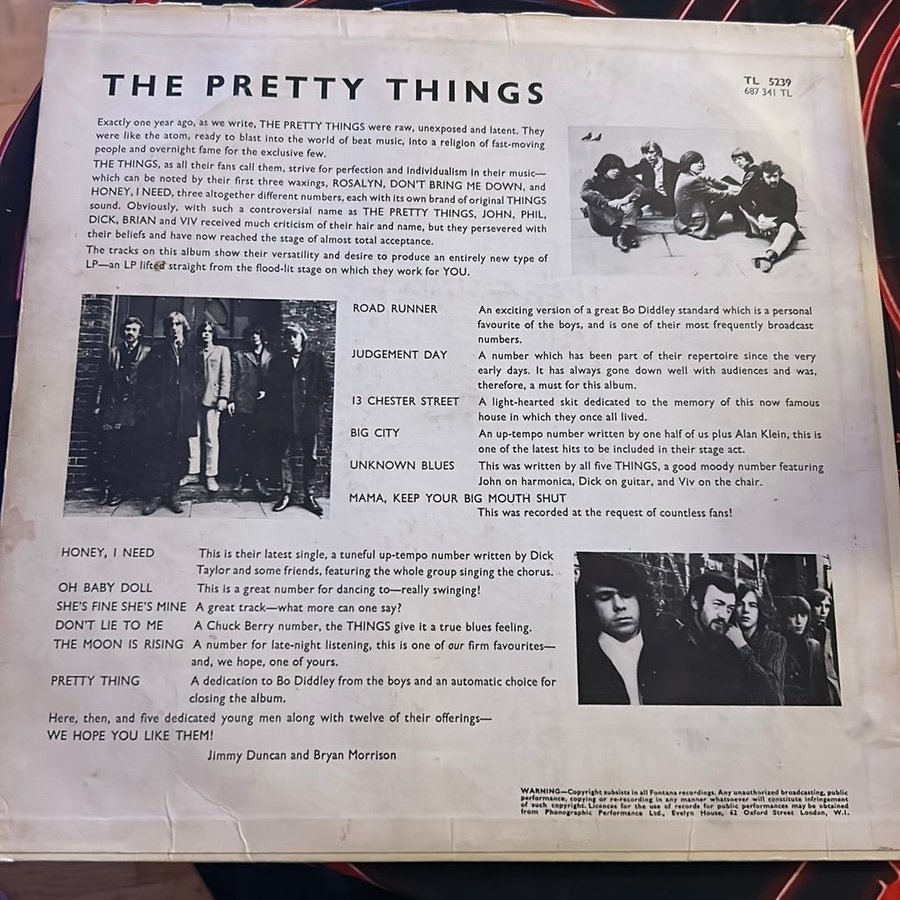 THE PRETTY THINGS
TL 5239
687 341 TL
Exactly one year ago, as we write, THE PRETTY THINGS were raw, unexposed and latent. They
were like the atom, ready to blast into the world of beat music, into a religion of fast-moving
people and overnight fame for the exclusive few.
THE THINGS, as all their fans call them, strive for perfection and individualism in their music—
which can be noted by their first three waxings, ROSALYN, DON'T BRING ME DOWN, and
HONEY, I NEED, three altogether different numbers, each with its own brand of original THINGS
sound. Obviously, with such a controversial name as THE PRETTY THINGS, JOHN, PHIL,
DICK, BRIAN and VIV received much criticism of their hair and name, but they persevered with
their beliefs and have now reached the stage of almost total acceptance.
The tracks on this album show their versatility and desire to produce an entirely new type of
LP—an LP lifted straight from the flood-lit stage on which they work for YOU.
ROAD RUNNER An exciting version of a great Bo Diddley standard which is a personal
favourite of the boys, and is one of their most frequently broadcast
numbers.
JUDGEMENT DAY A number which has been part of their repertoire since the very
early days. It has always gone down well with audiences and was,
therefore, a must for this album.
13 CHESTER STREET A light-hearted skit dedicated to the memory of this now famous
house in which they once all lived.
BIG CITY An up-tempo number written by one half of us plus Alan Klein, this is
one of the latest hits to be included in their stage act.
UNKNOWN BLUES This was written by all five THINGS, a good moody number featuring
John on harmonica, Dick on guitar, and Viv on the chair.
MAMA, KEEP YOUR BIG MOUTH SHUT
This was recorded at the request of countless fans!
HONEY, I NEED This is their latest single, a tuneful up-tempo number written by Dick
Taylor and some friends, featuring the whole group singing the chorus.
OH BABY DOLL This is a great number for dancing to—really swinging!
SHE'S FINE SHE'S MINE A great track—what more can one say?
DON'T LIE TO ME A Chuck Berry number, the THINGS give it a true blues feeling.
THE MOON IS RISING A number for late-night listening, this is one of our firm favourites—
and, we hope, one of yours.
PRETTY THING A dedication to Bo Diddley from the boys and an automatic choice for
closing the album.
Here, then, and five dedicated young men along with twelve of their offerings—
WE HOPE YOU LIKE THEM!
Jimmy Duncan and Bryan Morrison
WARNING—Copyright subsists in all Fontana recordings. Any unauthorized broadcasting, public
performance, copying or re-recording in any manner whatsoever will constitute infringement
of such copyright. Licences for the use of records for public performances may be obtained
from Phonographic Performance Ltd., Evelyn House, 62 Oxford Street London, W.1.